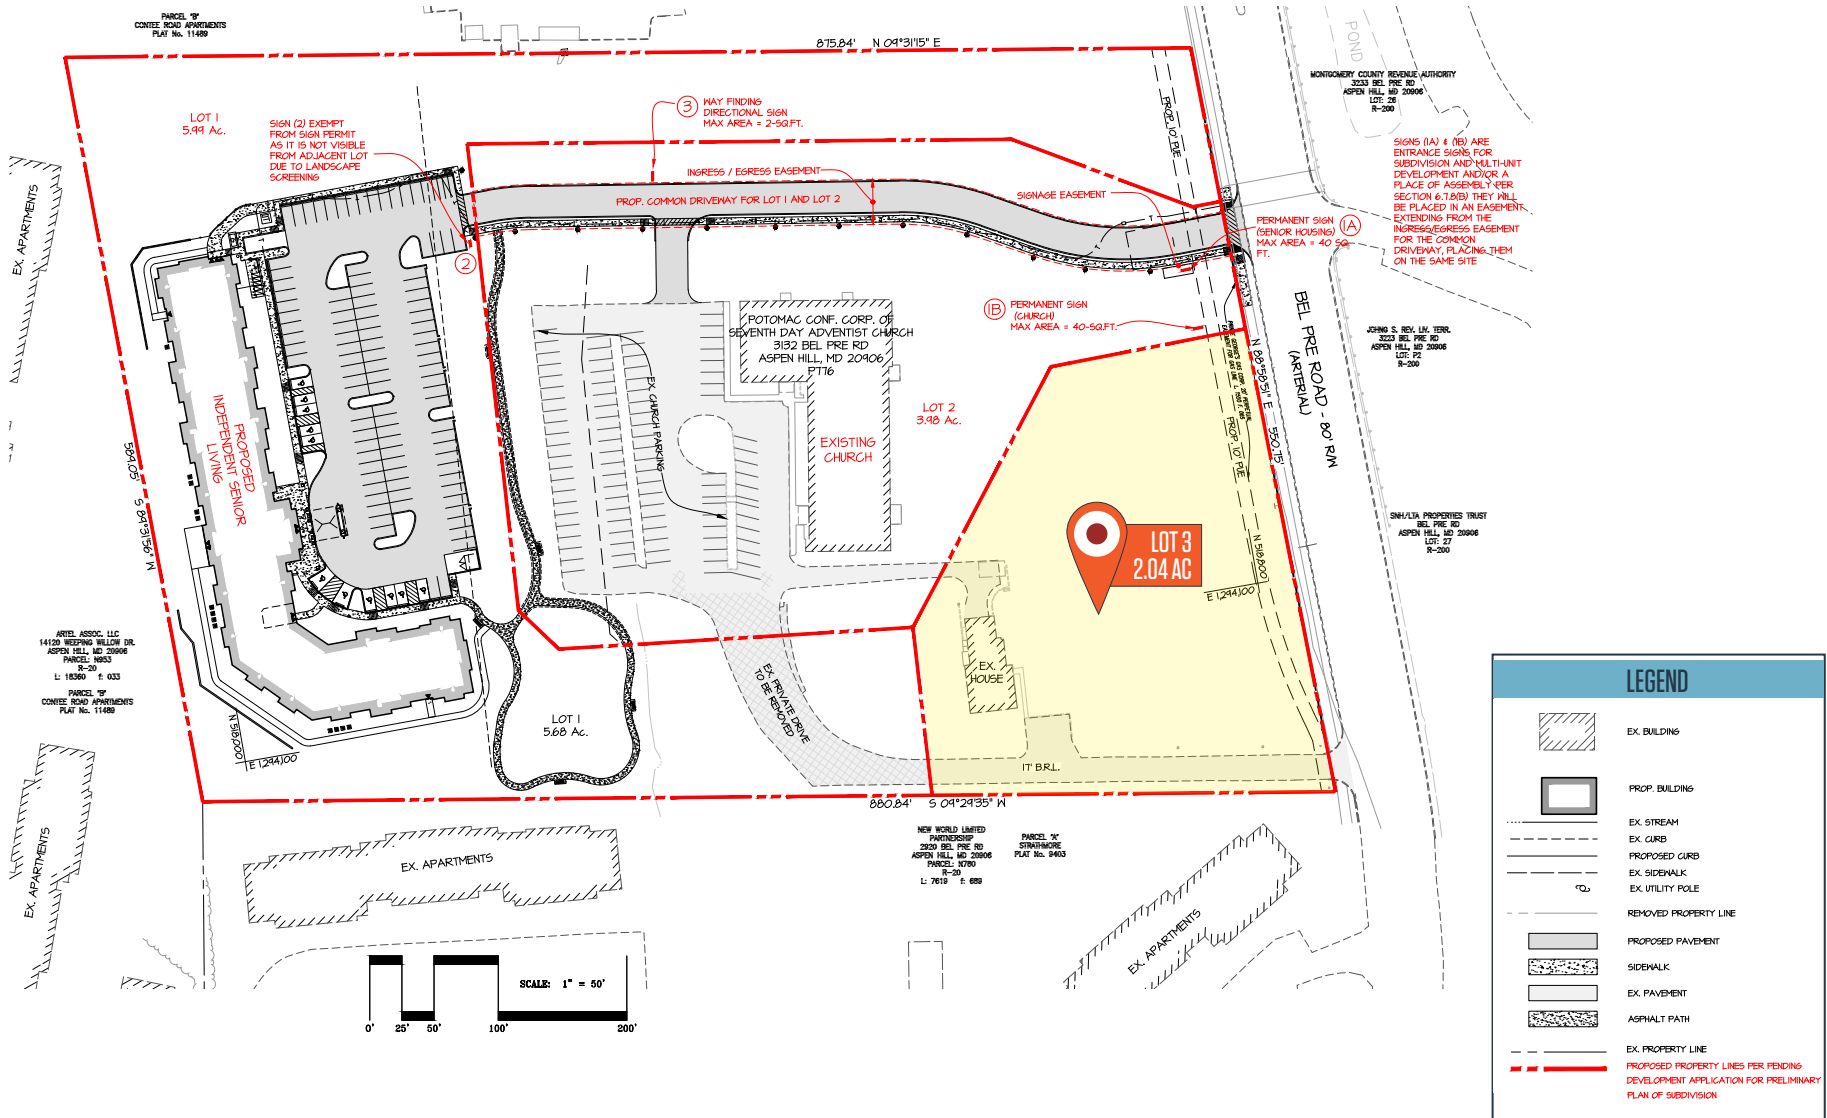 PARCEL "B"
CONTEE ROAD APARTMENTS
PLAT No. 11489
875.84' N 09°31'15" E
POND
MONTGOMERY COUNTY REVENUE AUTHORITY
3233 BEL PRE RD
ASPEN HILL, MD 20906
LOT: 26
R-200
LOT 1
5.99 Ac.
SIGN (2) EXEMPT
FROM SIGN PERMIT
AS IT IS NOT VISIBLE
FROM ADJACENT LOT
DUE TO LANDSCAPE
SCREENING
3
WAY FINDING
DIRECTIONAL SIGN
MAX AREA = 2-SQ.FT.
PROP. 10' PUE
SIGNS (1A) & (1B) ARE
ENTRANCE SIGNS FOR
SUBDIVISION AND MULTI-UNIT
DEVELOPMENT AND/OR A
PLACE OF ASSEMBLY PER
SECTION 6.7.8(B) THEY WILL
BE PLACED IN AN EASEMENT
EXTENDING FROM THE
INGRESS/EGRESS EASEMENT
FOR THE COMMON
DRIVEWAY, PLACING THEM
ON THE SAME SITE
INGRESS / EGRESS EASEMENT
PROP. COMMON DRIVEWAY FOR LOT 1 AND LOT 2
SIGNAGE EASEMENT
PERMANENT SIGN
(SENIOR HOUSING)
MAX AREA = 40 SQ.
FT.
1A
2
EX. APARTMENTS
1B
PERMANENT SIGN
(CHURCH)
MAX AREA = 40-SQ.FT.
POTOMAC CONF. CORP. OF
SEVENTH DAY ADVENTIST CHURCH
3132 BEL PRE RD
ASPEN HILL, MD 20906
P776
BEL PRE ROAD - 80' R/W
(ARTERIAL)
N 88°58'51" E 550.75'
JOHNG S. REV. LIV. TERR.
3223 BEL PRE RD
ASPEN HILL, MD 20906
LOT: P2
R-200
EX. CHURCH PARKING
LOT 2
3.98 Ac.
EXISTING
CHURCH
PROPOSED
INDEPENDENT SENIOR
LIVING
589.05' S 89°31'56" W
PROP. 10' PUE
SNH/LTA PROPERTIES TRUST
BEL PRE RD
ASPEN HILL, MD 20906
LOT: 27
R-200
LOT 3
2.04 AC
N 518,800
E 1,294,100
ARTEL ASSOC. LLC
14120 WEEPING WILLOW DR.
ASPEN HILL, MD 20906
PARCEL: N953
R-20
L: 18360 f: 033
PARCEL "B"
CONTEE ROAD APARTMENTS
PLAT No. 11489
EX.
HOUSE
EX. PRIVATE DRIVE
TO BE REMOVED
LOT 1
5.68 Ac.
N 518,000
E 1,294,100
17' B.R.L.
880.84' S 09°29'35" W
NEW WORLD LIMITED
PARTNERSHIP
2920 BEL PRE RD
ASPEN HILL, MD 20906
PARCEL: N780
R-20
L: 7619 f: 689
PARCEL "A"
STRATHMORE
PLAT No. 9403
EX. APARTMENTS
EX. APARTMENTS
EX. APARTMENTS
SCALE: 1" = 50'
0' 25' 50' 100' 200'
LEGEND
EX. BUILDING
PROP. BUILDING
EX. STREAM
EX. CURB
PROPOSED CURB
EX. SIDEWALK
EX. UTILITY POLE
REMOVED PROPERTY LINE
PROPOSED PAVEMENT
SIDEWALK
EX. PAVEMENT
ASPHALT PATH
EX. PROPERTY LINE
PROPOSED PROPERTY LINES PER PENDING
DEVELOPMENT APPLICATION FOR PRELIMINARY
PLAN OF SUBDIVISION